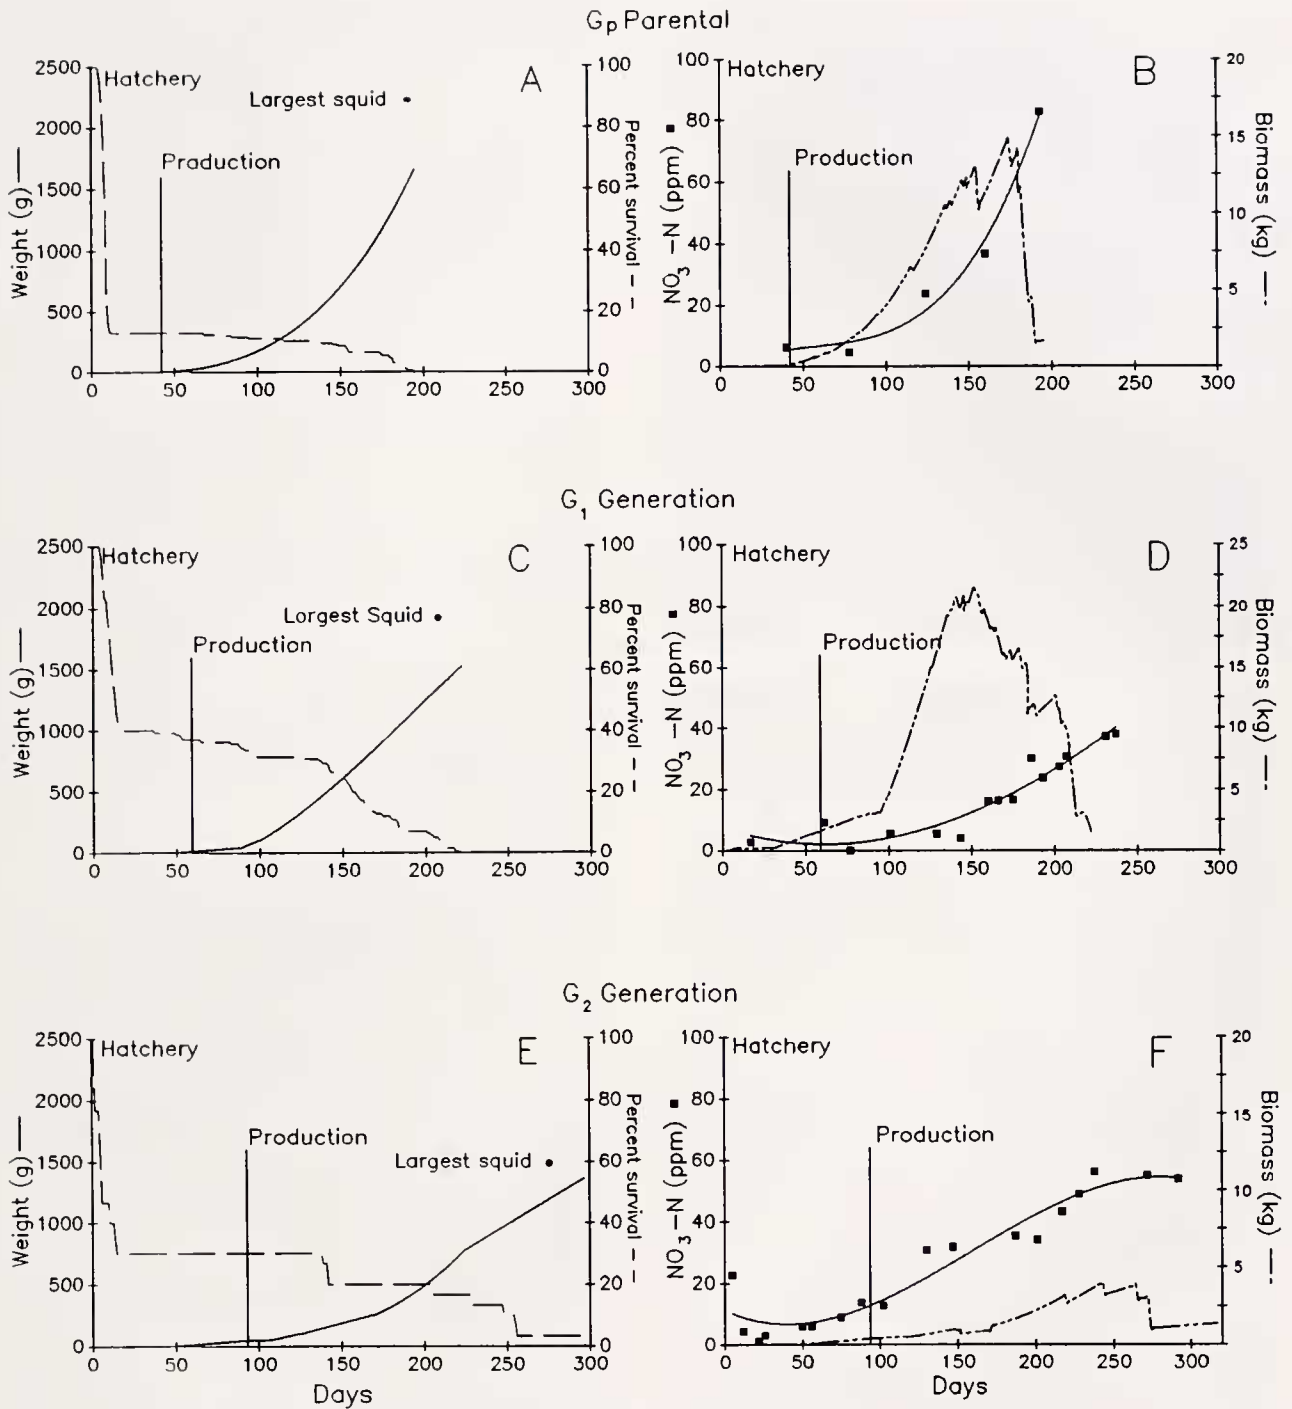 Gp Parental
A
Hatchery
Largest squid
Praduction
Weight (g)
2500
2000
1500
1000
500
0
0 50 100 150 200 250 300
100
80
60
40
20
0
Percent survival
B
Hatchery
Praduction
NO3 -N (ppm)
100
80
60
40
20
0
0 50 100 150 200 300
20
15
10
5
Biomass (kg)
G1 Generation
C
Hatchery
Lorgest Squid
Production
Weight (g)
2500
2000
1500
1000
500
0
0 50 100 150 200 250 300
100
80
60
40
20
0
Percent survival
D
Hatchery
Production
NO3 -N (ppm)
100
80
60
40
20
0
0 50 100 150 200 250 300
25
20
15
10
5
0
Biomass (kg)
G2 Generation
E
Hatchery
Production
Largest squid
Weight (g)
2500
2000
1500
1000
500
0
0 50 100 150 200 250 300
100
80
60
40
20
0
Percent survival
Days
F
Hatchery
Production
NO3 -N (ppm)
100
80
60
40
20
0
0 50 100 150 200 250 300
20
15
10
5
Biomass (kg)
Days